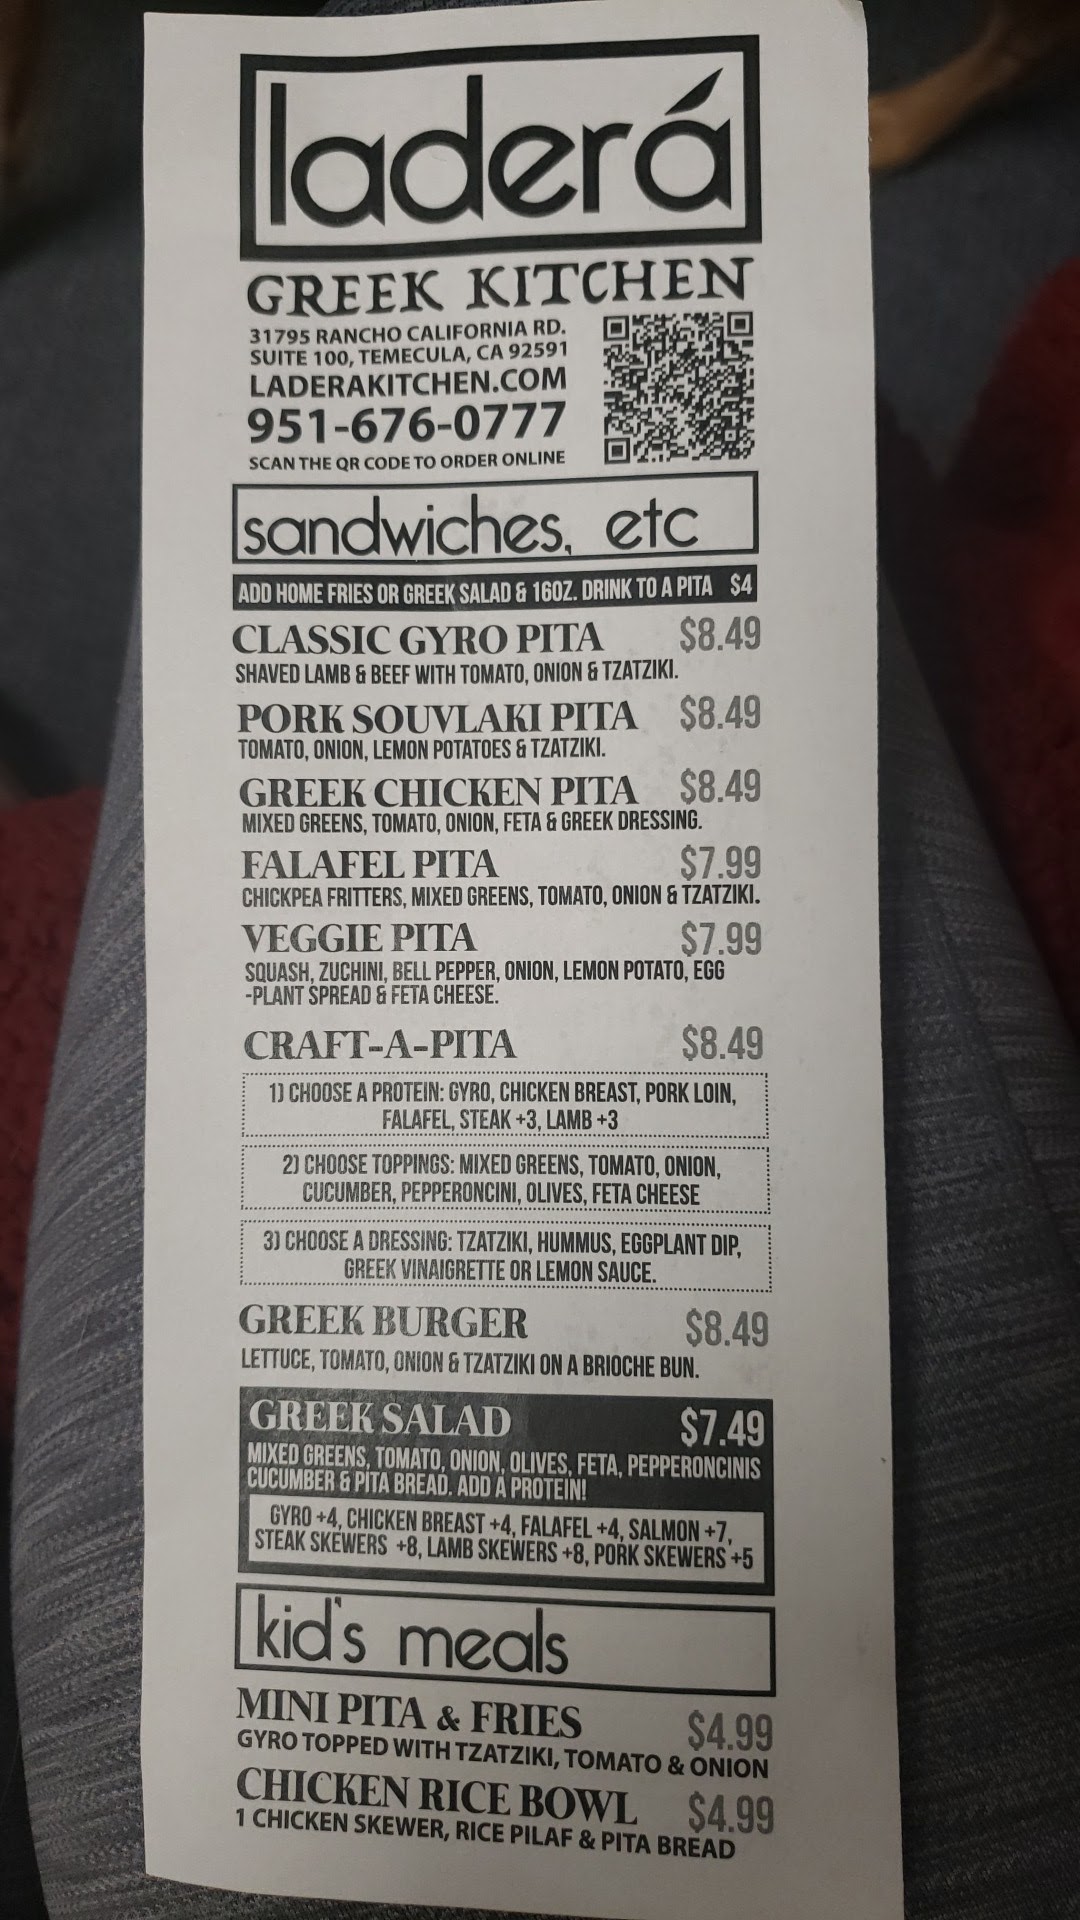 laderá
GREEK KITCHEN
31795 RANCHO CALIFORNIA RD.
SUITE 100, TEMECULA, CA 92591
LADERAKITCHEN.COM
951-676-0777
SCAN THE QR CODE TO ORDER ONLINE
sandwiches, etc
ADD HOME FRIES OR GREEK SALAD & 16OZ. DRINK TO A PITA $4
CLASSIC GYRO PITA $8.49
SHAVED LAMB & BEEF WITH TOMATO, ONION & TZATZIKI.
PORK SOUVLAKI PITA $8.49
TOMATO, ONION, LEMON POTATOES & TZATZIKI.
GREEK CHICKEN PITA $8.49
MIXED GREENS, TOMATO, ONION, FETA & GREEK DRESSING.
FALAFEL PITA $7.99
CHICKPEA FRITTERS, MIXED GREENS, TOMATO, ONION & TZATZIKI.
VEGGIE PITA $7.99
SQUASH, ZUCHINI, BELL PEPPER, ONION, LEMON POTATO, EGG
-PLANT SPREAD & FETA CHEESE.
CRAFT-A-PITA $8.49
1) CHOOSE A PROTEIN: GYRO, CHICKEN BREAST, PORK LOIN,
FALAFEL, STEAK +3, LAMB +3
2) CHOOSE TOPPINGS: MIXED GREENS, TOMATO, ONION,
CUCUMBER, PEPPERONCINI, OLIVES, FETA CHEESE
3) CHOOSE A DRESSING: TZATZIKI, HUMMUS, EGGPLANT DIP,
GREEK VINAIGRETTE OR LEMON SAUCE.
GREEK BURGER $8.49
LETTUCE, TOMATO, ONION & TZATZIKI ON A BRIOCHE BUN.
GREEK SALAD $7.49
MIXED GREENS, TOMATO, ONION, OLIVES, FETA, PEPPERONCINIS
CUCUMBER & PITA BREAD. ADD A PROTEIN!
GYRO +4, CHICKEN BREAST +4, FALAFEL +4, SALMON +7,
STEAK SKEWERS +8, LAMB SKEWERS +8, PORK SKEWERS +5
kid's meals
MINI PITA & FRIES $4.99
GYRO TOPPED WITH TZATZIKI, TOMATO & ONION
CHICKEN RICE BOWL $4.99
1 CHICKEN SKEWER, RICE PILAF & PITA BREAD